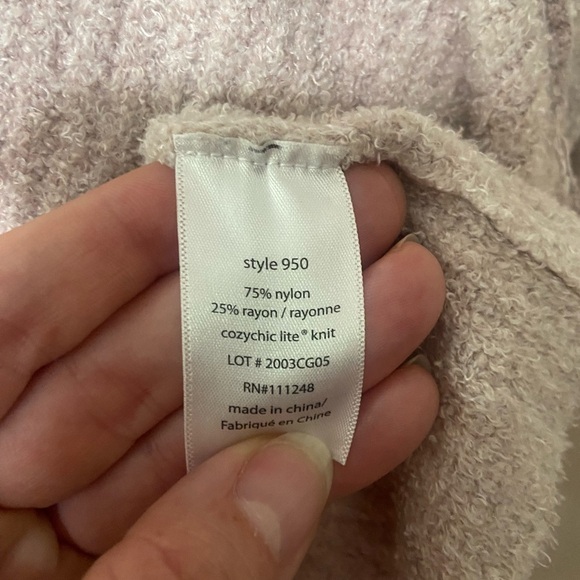 style 950
75% nylon
25% rayon / rayonne
cozychic lite® knit
LOT # 2003CG05
RN#111248
made in china/
Fabriqué en Chine